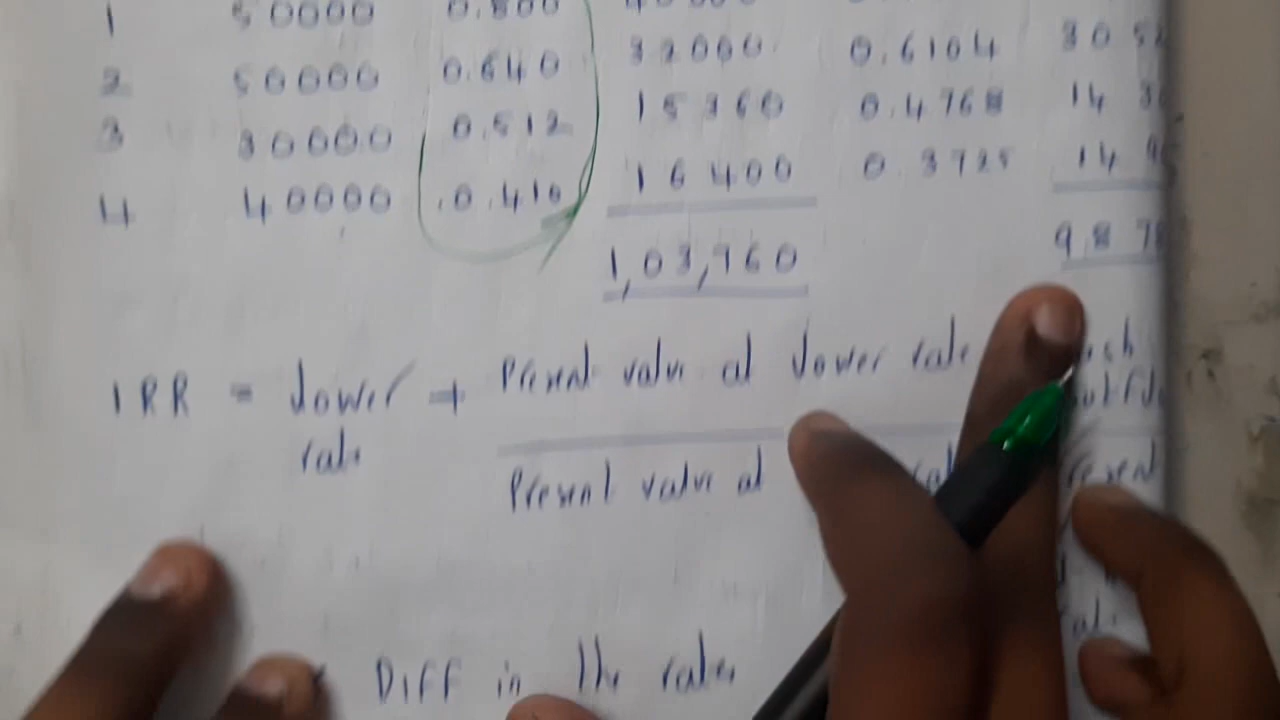 1 50000 0.800
2 50000 0.640 32000 0.6104
3 30000 0.512 15360 0.4768
4 40000 0.410 16400 0.3725
1,03,760
IRR = lower rate + Present value at lower rate
Present value at
Diff in the rates